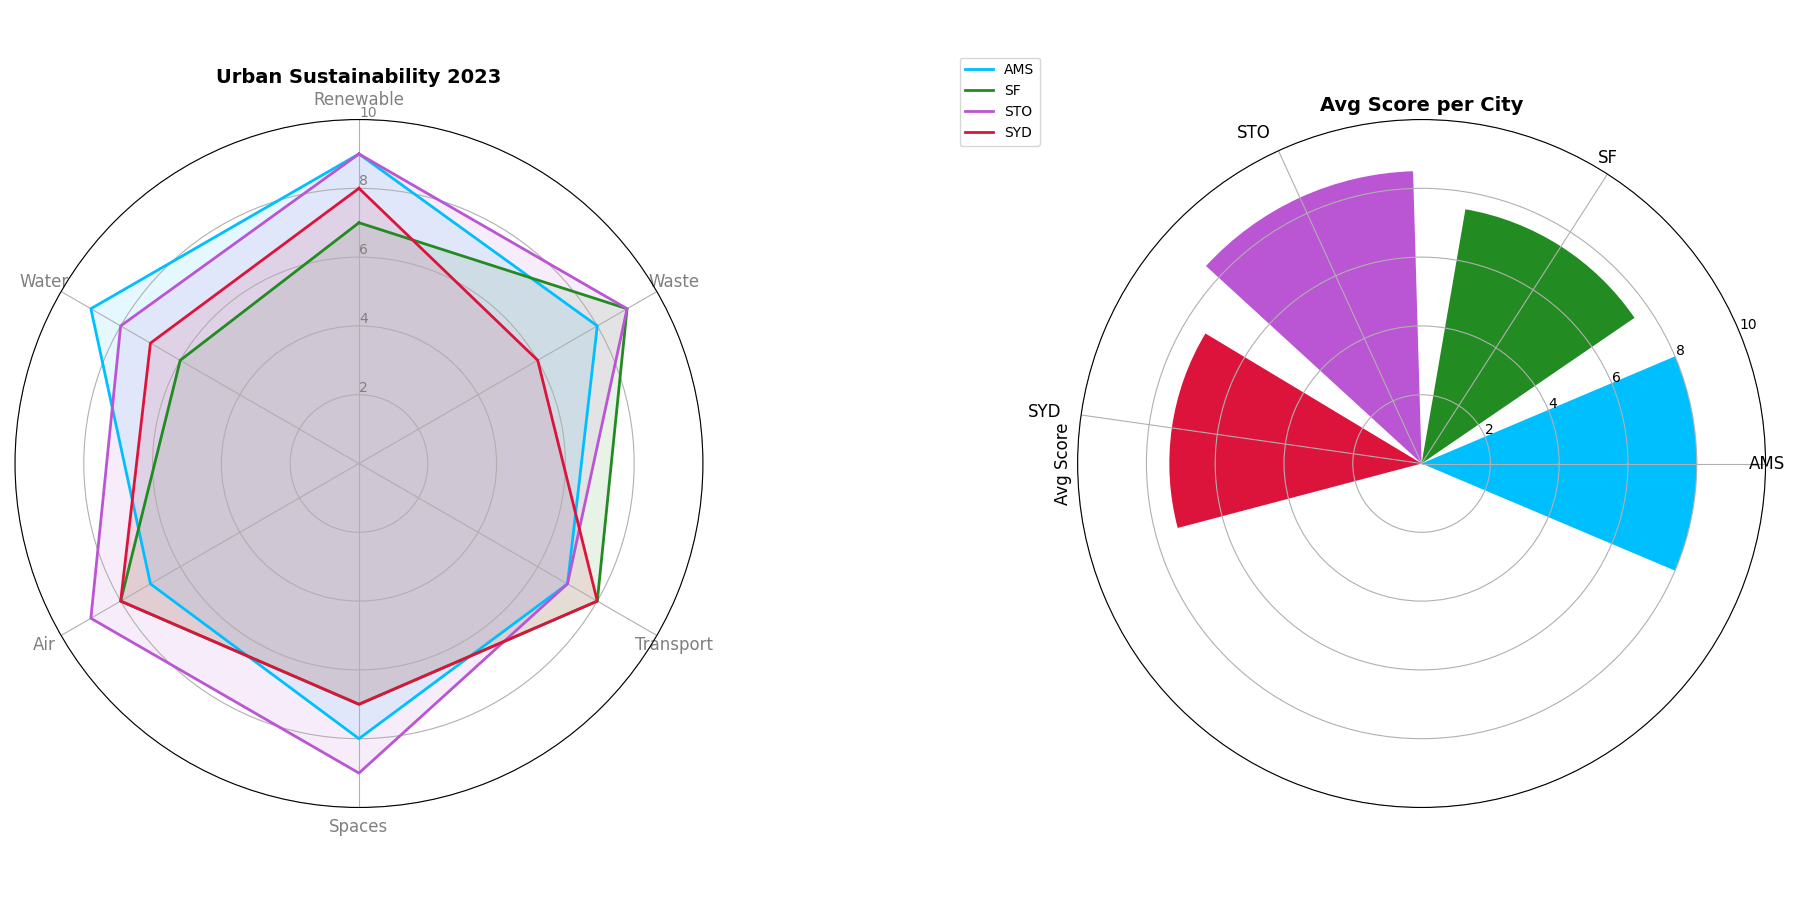 Urban Sustainability 2023
Renewable
10
8
6
4
2
Water
Waste
Air
Transport
Spaces
AMS
SF
STO
SYD
Avg Score per City
STO
SF
10
8
6
4
2
SYD
AMS
Avg Score